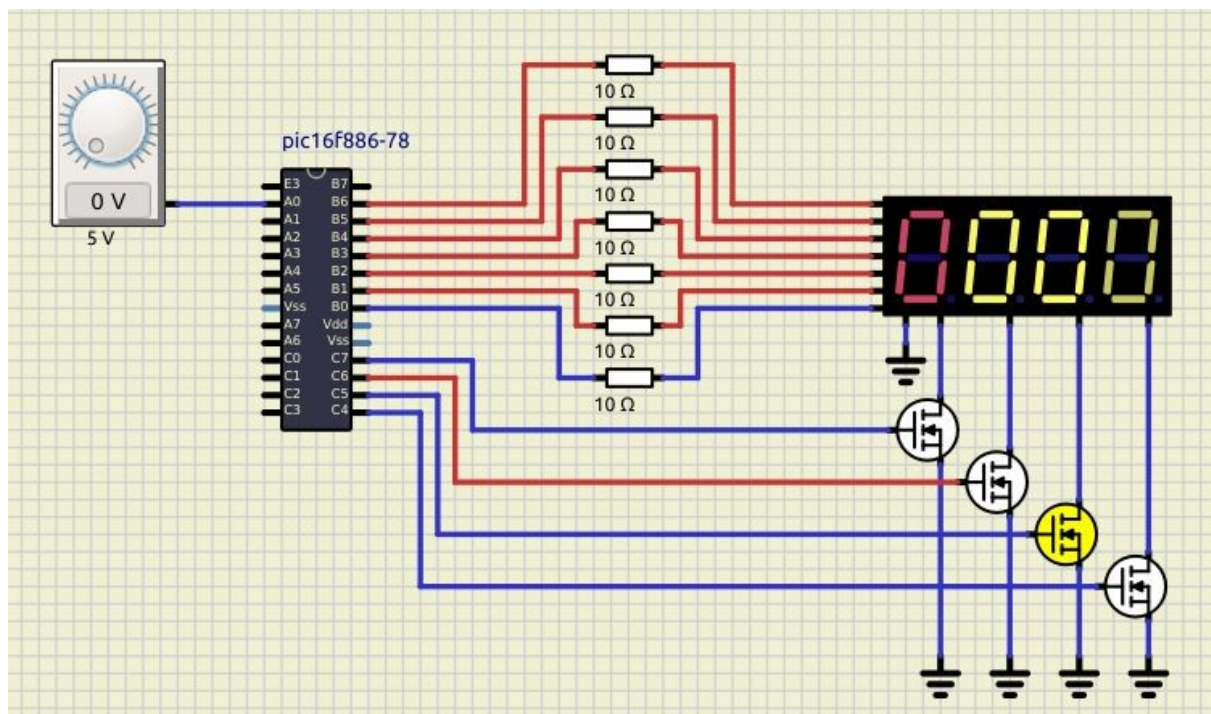 pic16f886-78
0 V
5 V
E3 B7
A0 B6
A1 B5
A2 B4
A3 B3
A4 B2
A5 B1
Vss B0
A7 Vdd
A6 Vss
C0 C7
C1 C6
C2 C5
C3 C4
10 Ω
10 Ω
10 Ω
10 Ω
10 Ω
10 Ω
10 Ω
0000